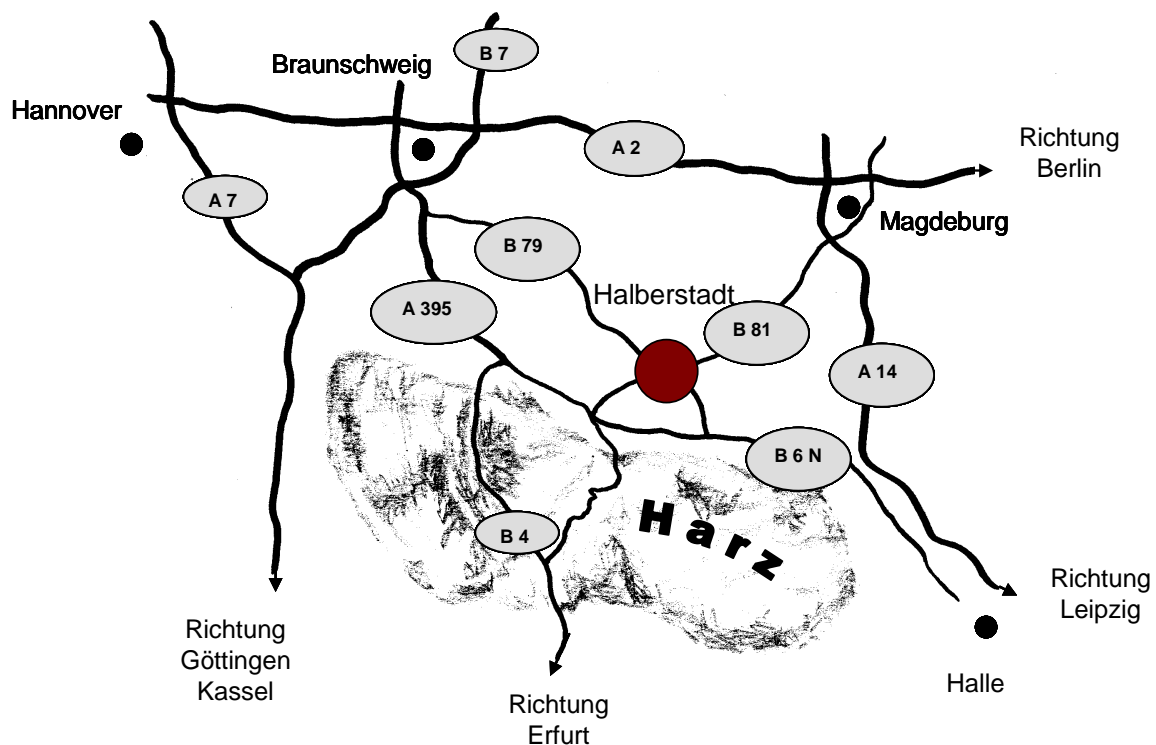 B 7
Braunschweig
Hannover
A 2
Richtung
Berlin
A 7
Magdeburg
B 79
Halberstadt
A 395
B 81
A 14
B 6 N
Harz
B 4
Richtung
Leipzig
Richtung
Göttingen
Kassel
Halle
Richtung
Erfurt